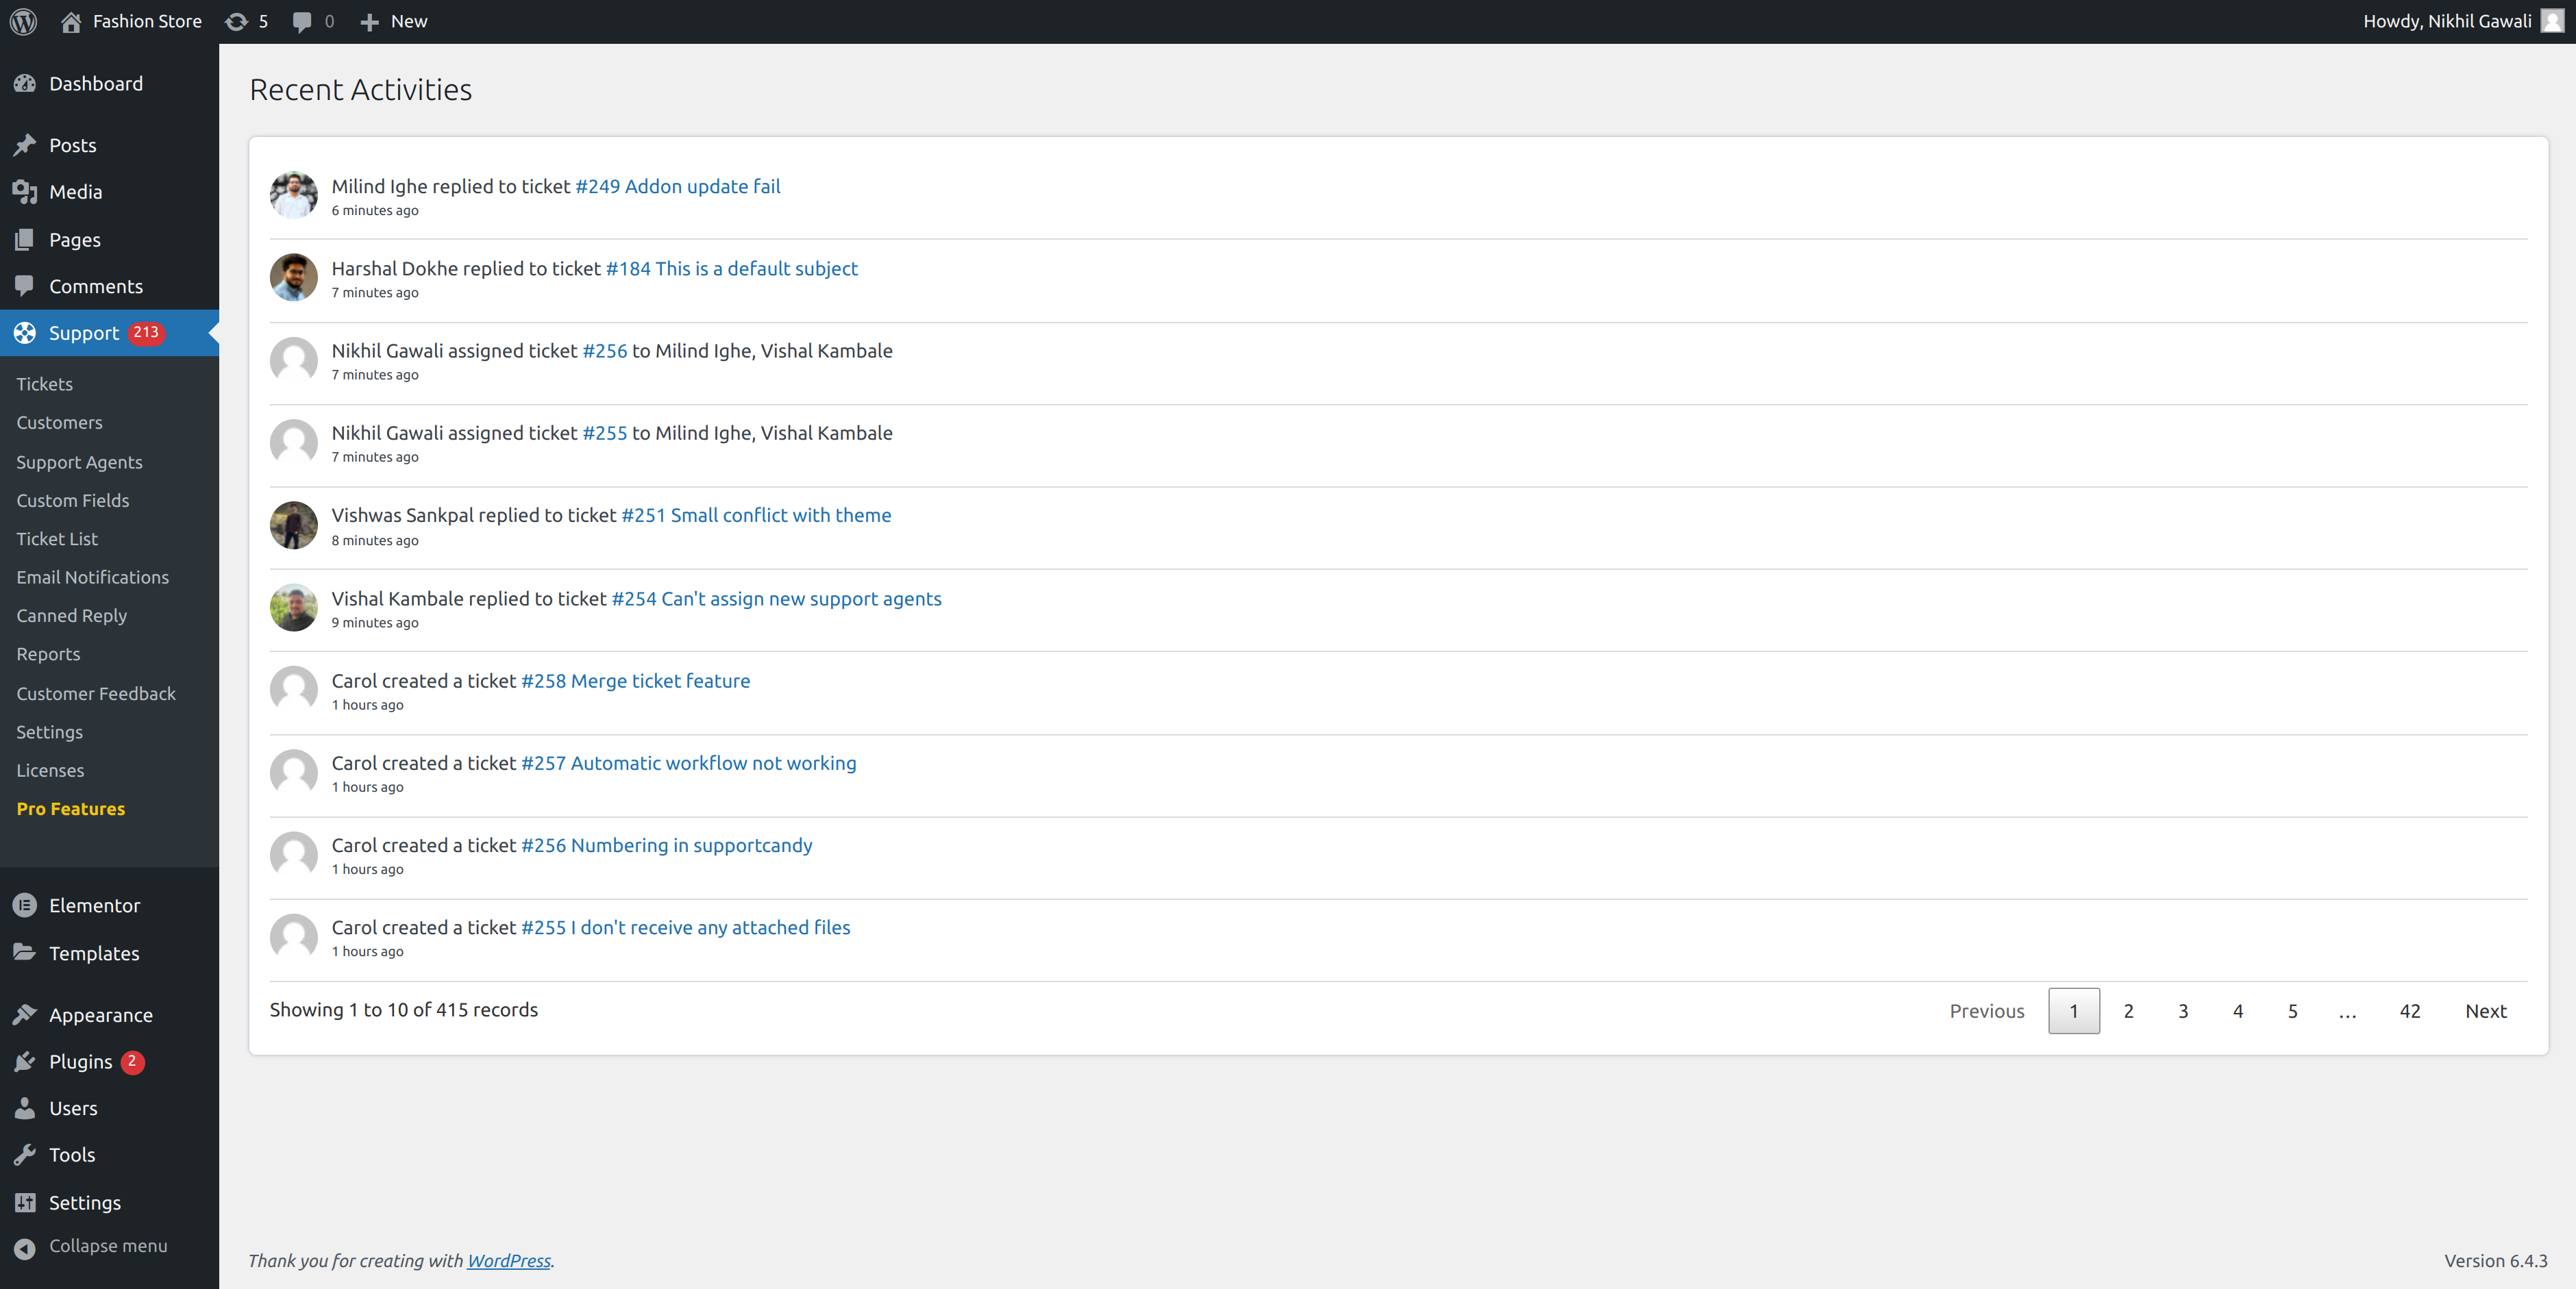 Fashion Store 5 0 New Howdy, Nikhil Gawali
Dashboard
Posts
Media
Pages
Comments
Support 213
Tickets
Customers
Support Agents
Custom Fields
Ticket List
Email Notifications
Canned Reply
Reports
Customer Feedback
Settings
Licenses
Pro Features
Elementor
Templates
Appearance
Plugins 2
Users
Tools
Settings
Collapse menu
Recent Activities
Milind Ighe replied to ticket #249 Addon update fail
6 minutes ago
Harshal Dokhe replied to ticket #184 This is a default subject
7 minutes ago
Nikhil Gawali assigned ticket #256 to Milind Ighe, Vishal Kambale
7 minutes ago
Nikhil Gawali assigned ticket #255 to Milind Ighe, Vishal Kambale
7 minutes ago
Vishwas Sankpal replied to ticket #251 Small conflict with theme
8 minutes ago
Vishal Kambale replied to ticket #254 Can't assign new support agents
9 minutes ago
Carol created a ticket #258 Merge ticket feature
1 hours ago
Carol created a ticket #257 Automatic workflow not working
1 hours ago
Carol created a ticket #256 Numbering in supportcandy
1 hours ago
Carol created a ticket #255 I don't receive any attached files
1 hours ago
Showing 1 to 10 of 415 records Previous 1 2 3 4 5 ... 42 Next
Thank you for creating with WordPress. Version 6.4.3